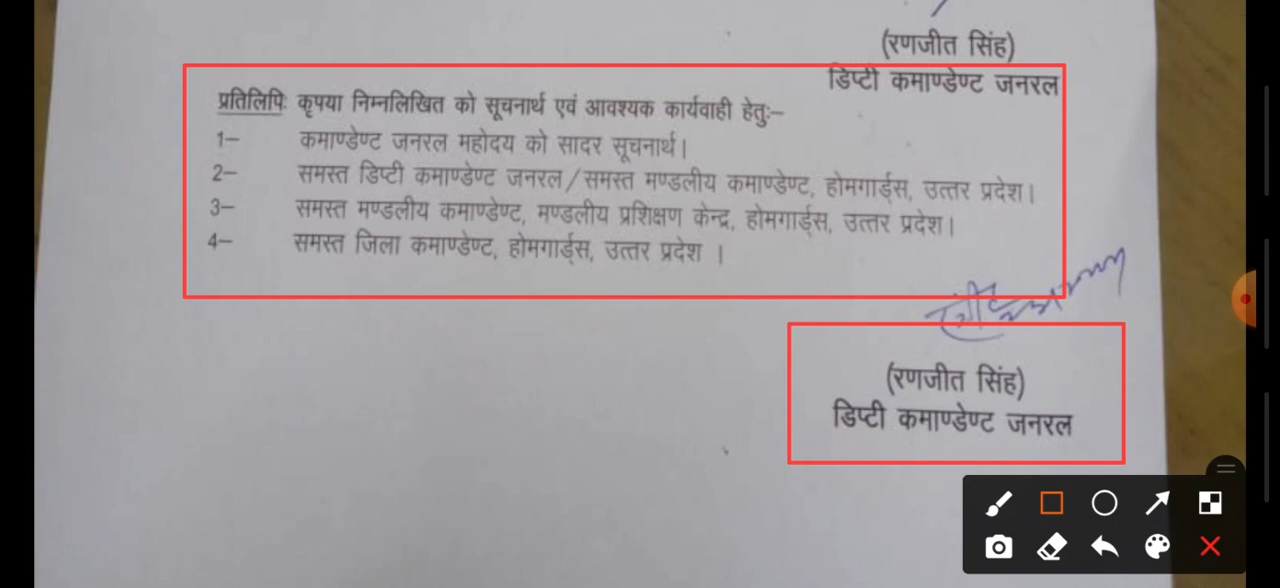 (रणजीत सिंह)
डिप्टी कमाण्डेण्ट जनरल
प्रतिलिपिः कृपया निम्नलिखित को सूचनार्थ एवं आवश्यक कार्यवाही हेतुः–
1– कमाण्डेण्ट जनरल महोदय को सादर सूचनार्थ।
2– समस्त डिप्टी कमाण्डेण्ट जनरल/समस्त मण्डलीय कमाण्डेण्ट, होमगार्ड्स, उत्तर प्रदेश।
3– समस्त मण्डलीय कमाण्डेण्ट, मण्डलीय प्रशिक्षण केन्द्र, होमगार्ड्स, उत्तर प्रदेश।
4– समस्त जिला कमाण्डेण्ट, होमगार्ड्स, उत्तर प्रदेश ।
(रणजीत सिंह)
डिप्टी कमाण्डेण्ट जनरल